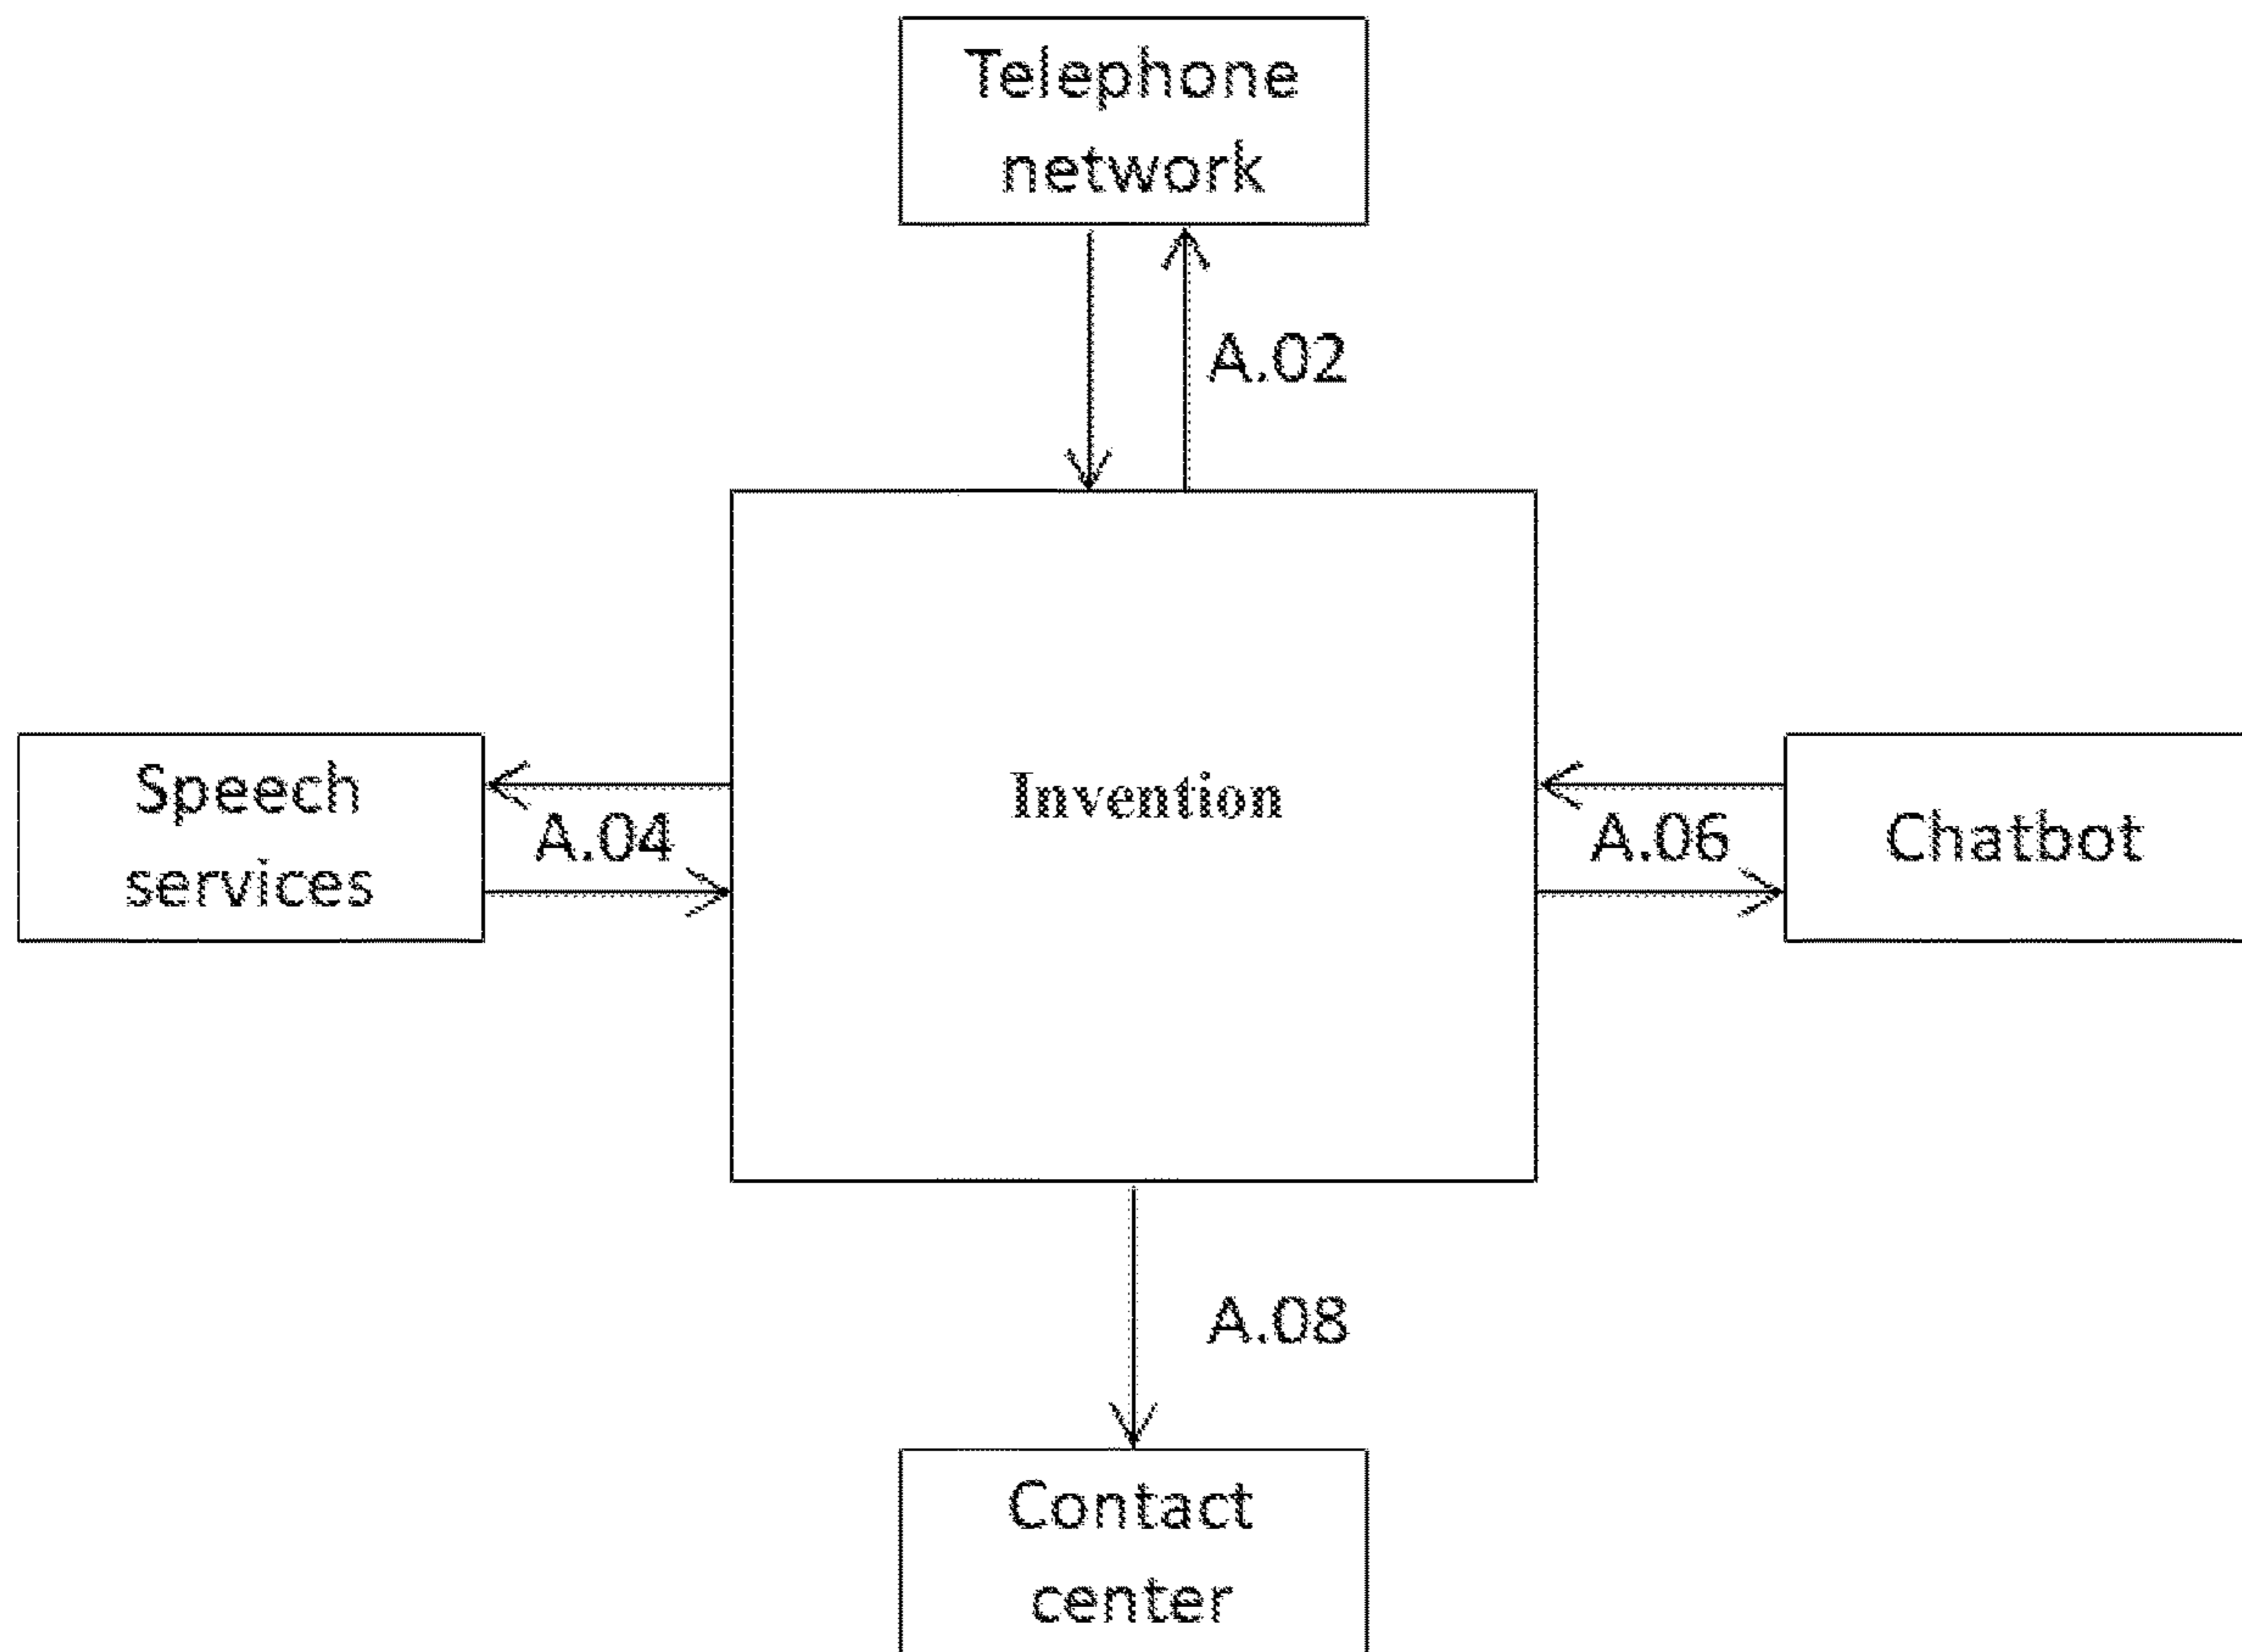 Telephone
network
A.02
Speech
services
A.04
Invention
A.06
Chatbot
A.08
Contact
center